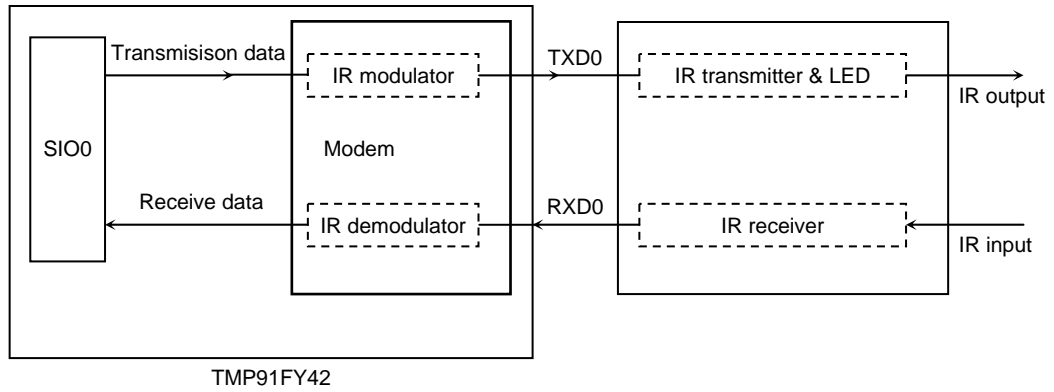 Transmisison data
IR modulator
TXD0
IR transmitter & LED
IR output
SIO0
Modem
Receive data
IR demodulator
RXD0
IR receiver
IR input
TMP91FY42